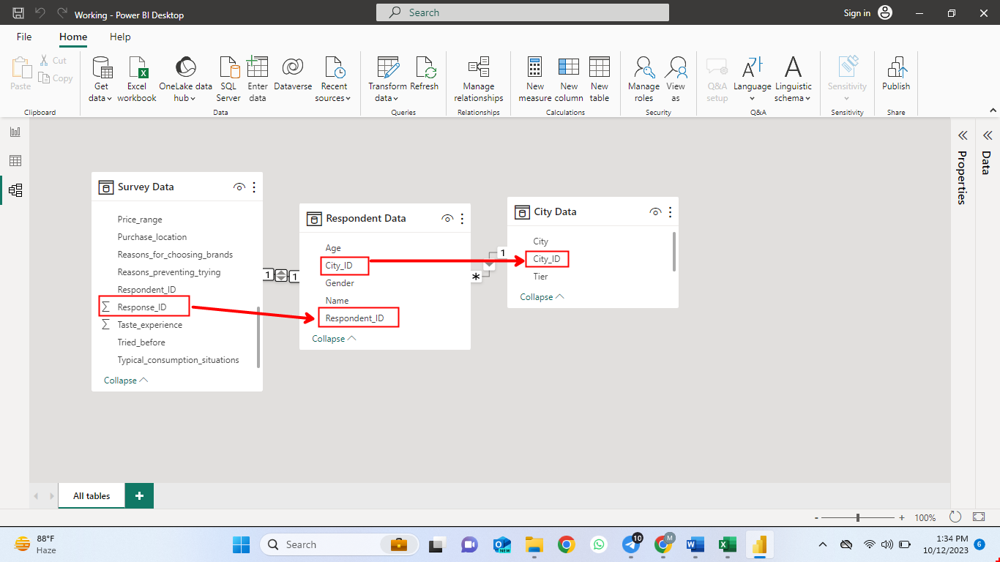 Working - Power BI Desktop
Search
Sign in
File
Home
Help
Paste
Cut
Copy
Clipboard
Get data
Excel workbook
OneLake data hub
SQL Server
Enter data
Dataverse
Recent sources
Data
Transform data
Refresh
Queries
Manage relationships
Relationships
New measure
New column
New table
Calculations
Manage roles
View as
Security
Q&A setup
Language
Linguistic schema
Q&A
Sensitivity
Sensitivity
Publish
Share
Survey Data
Price_range
Purchase_location
Reasons_for_choosing_brands
Reasons_preventing_trying
Respondent_ID
Σ Response_ID
Σ Taste_experience
Tried_before
Typical_consumption_situations
Collapse
1
1
Respondent Data
Age
City_ID
Gender
Name
Respondent_ID
Collapse
*
1
City Data
City
City_ID
Tier
Collapse
Properties
Data
All tables
+
- + 100%
88°F
Haze
Search
NEW
10
M
1:34 PM
10/12/2023
6